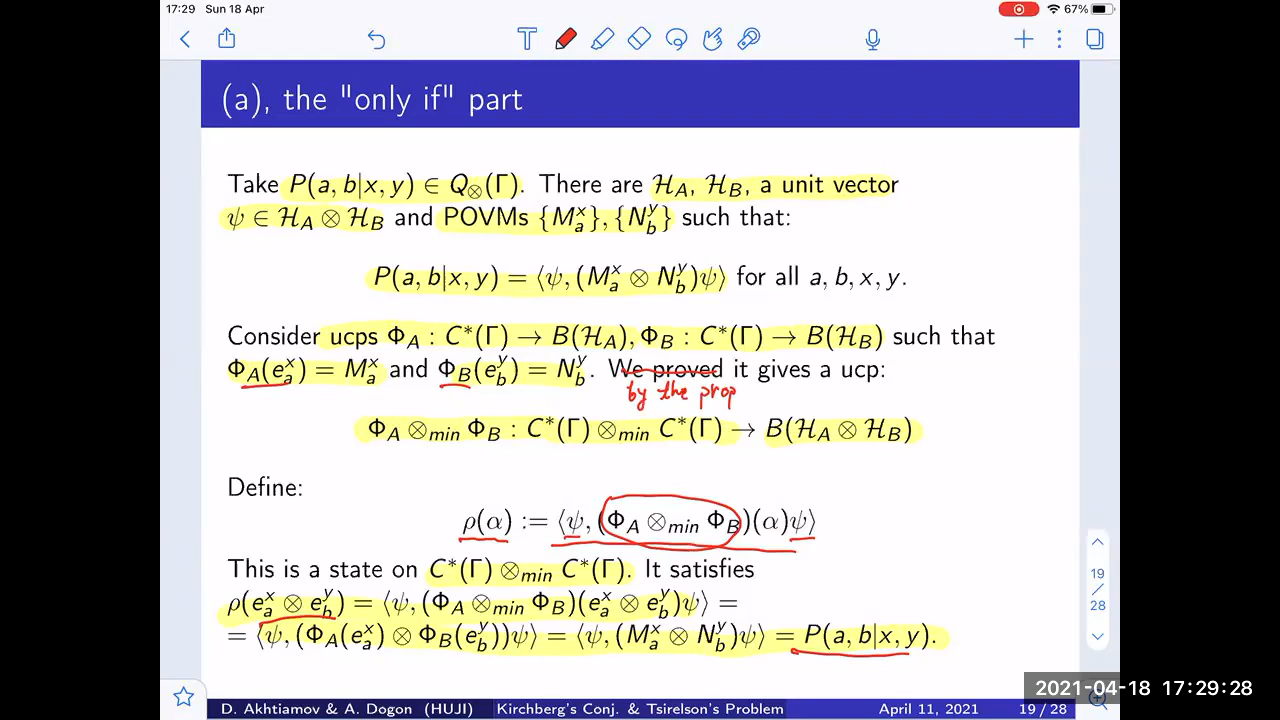 17:29 Sun 18 Apr
67%
(a), the "only if" part
Take P(a, b|x, y) ∈ Q⊗(Γ). There are ℋ_A, ℋ_B, a unit vector
ψ ∈ ℋ_A ⊗ ℋ_B and POVMs {M_a^x}, {N_b^y} such that:
P(a, b|x, y) = ⟨ψ, (M_a^x ⊗ N_b^y)ψ⟩ for all a, b, x, y.
Consider ucps Φ_A : C*(Γ) → B(ℋ_A), Φ_B : C*(Γ) → B(ℋ_B) such that
Φ_A(e_a^x) = M_a^x and Φ_B(e_b^y) = N_b^y. We proved it gives a ucp:
by the prop
Φ_A ⊗_min Φ_B : C*(Γ) ⊗_min C*(Γ) → B(ℋ_A ⊗ ℋ_B)
Define:
ρ(α) := ⟨ψ, (Φ_A ⊗_min Φ_B)(α)ψ⟩
This is a state on C*(Γ) ⊗_min C*(Γ). It satisfies
ρ(e_a^x ⊗ e_b^y) = ⟨ψ, (Φ_A ⊗_min Φ_B)(e_a^x ⊗ e_b^y)ψ⟩ =
= ⟨ψ, (Φ_A(e_a^x) ⊗ Φ_B(e_b^y))ψ⟩ = ⟨ψ, (M_a^x ⊗ N_b^y)ψ⟩ = P(a, b|x, y).
19
/
28
2021-04-18 17:29:28
D. Akhtiamov & A. Dogon (HUJI) Kirchberg's Conj. & Tsirelson's Problem April 11, 2021 19 / 28